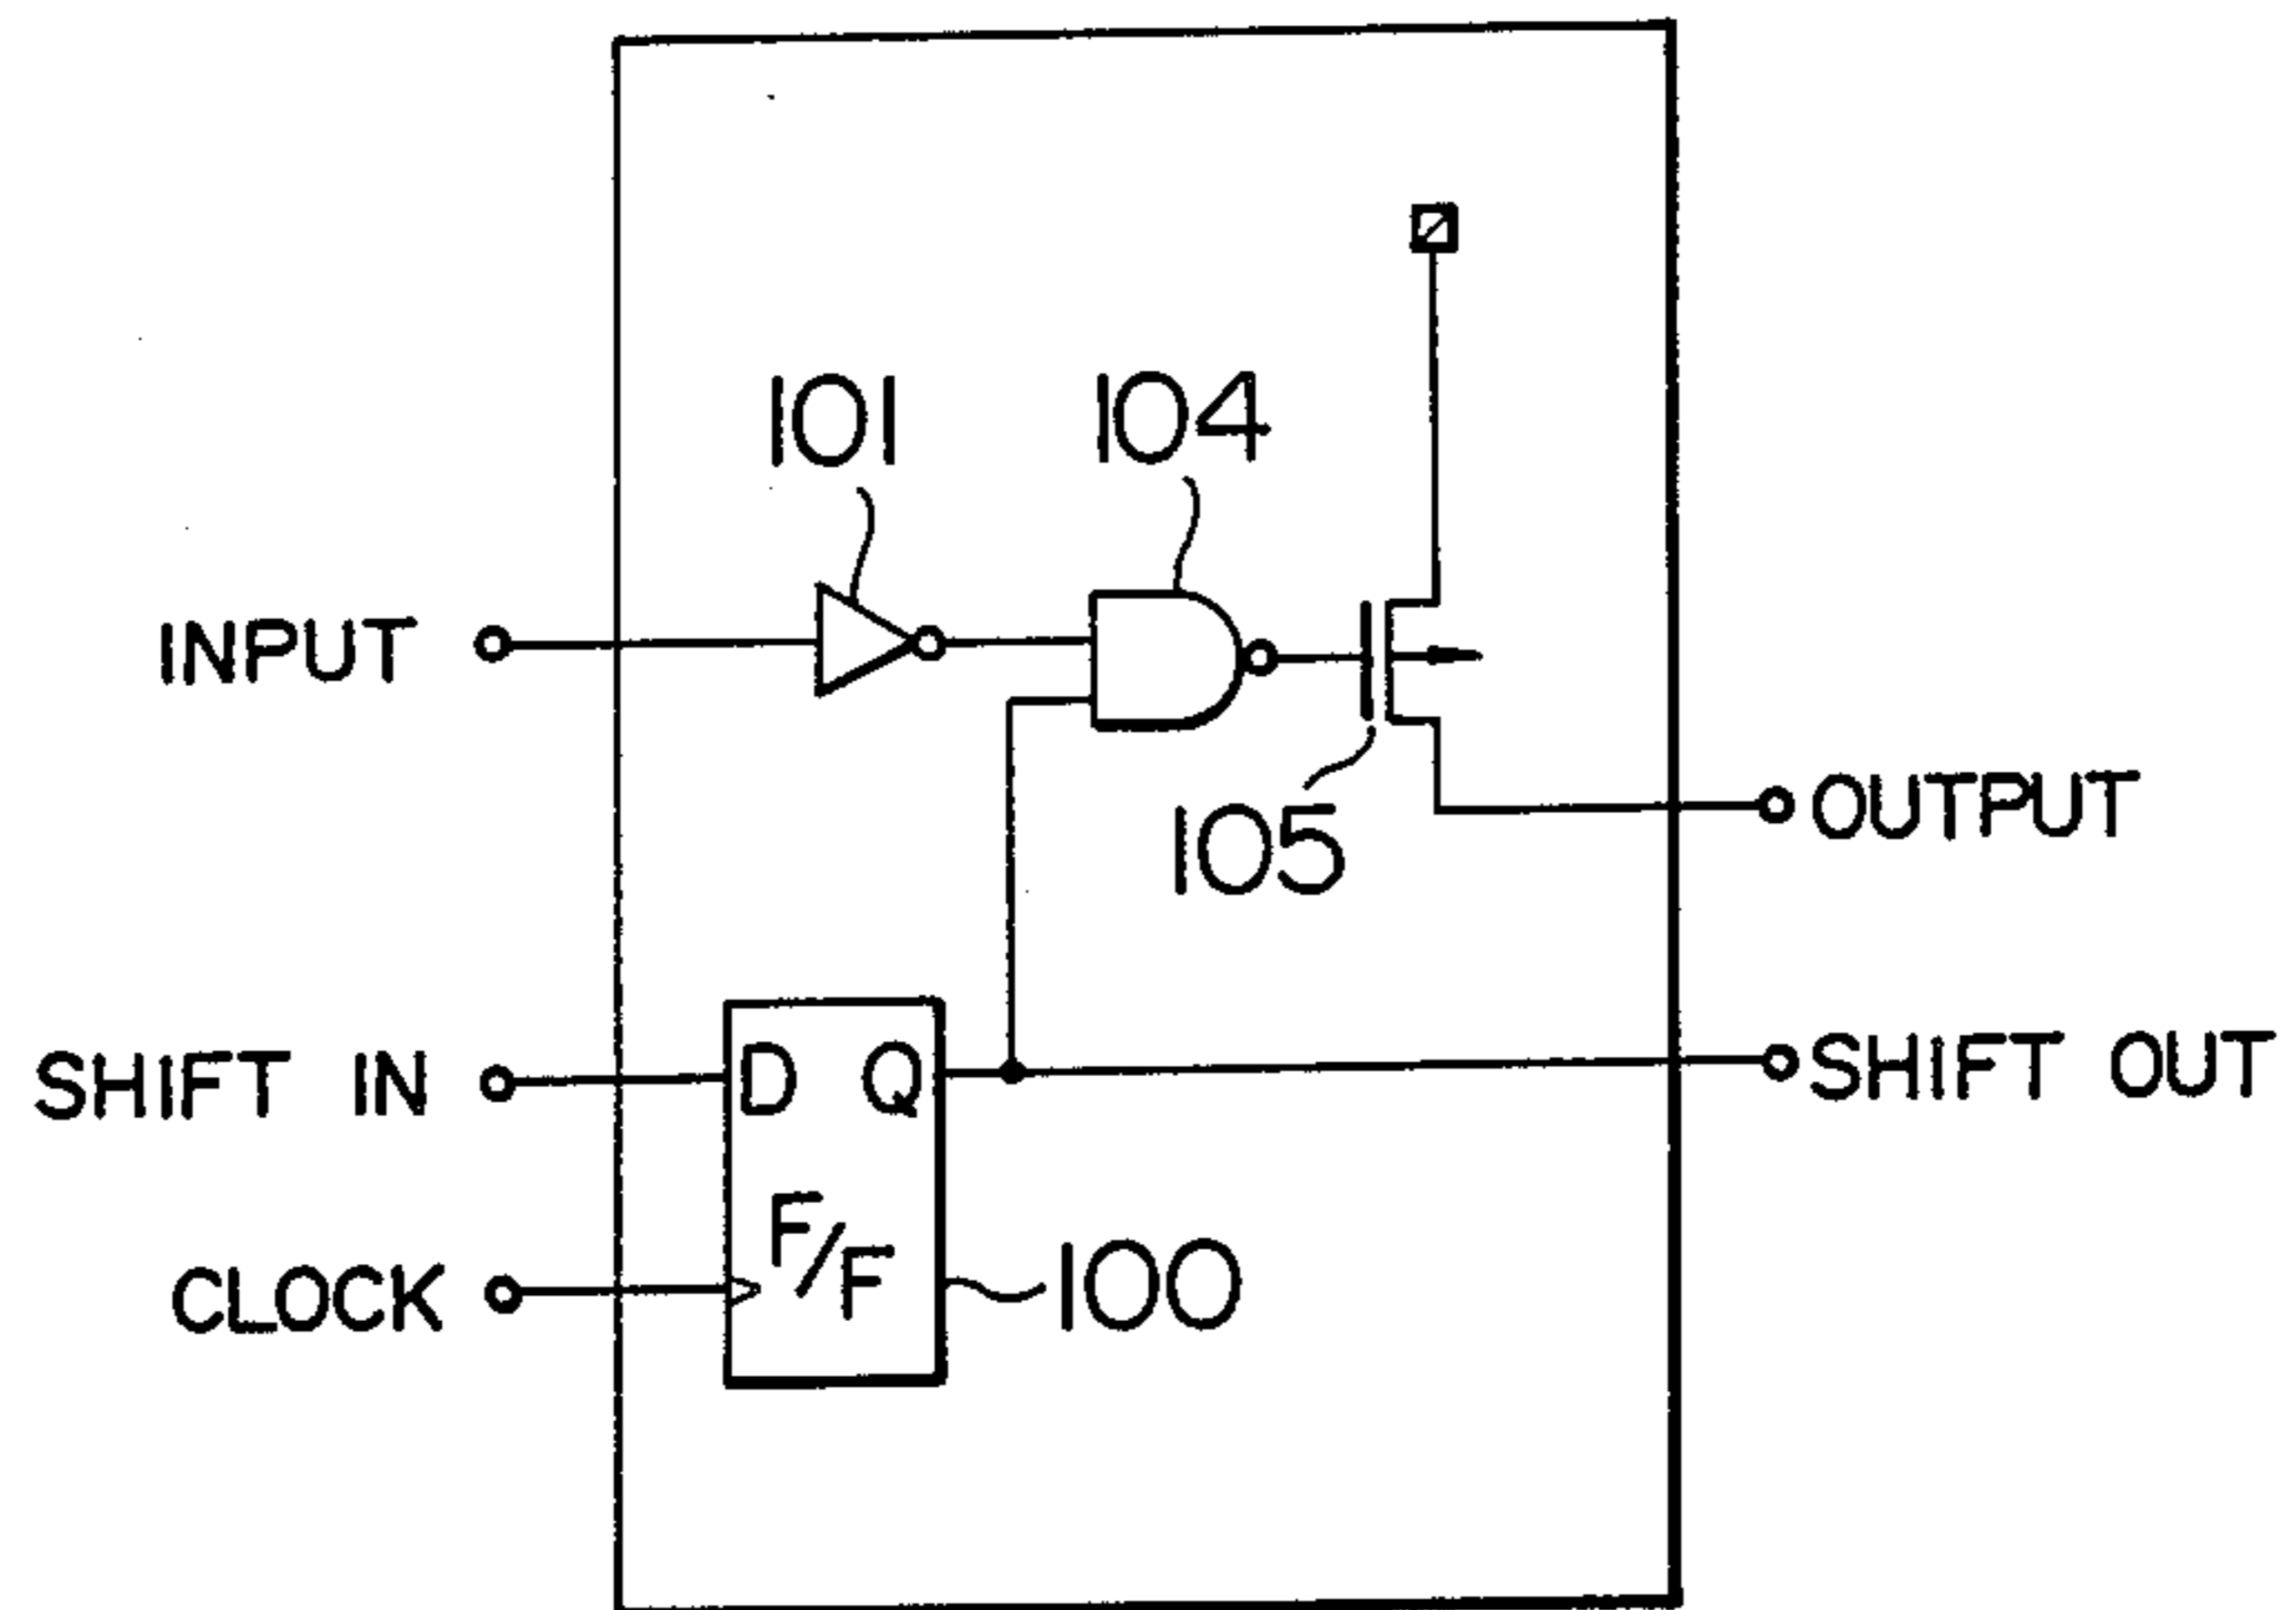 101
104
INPUT
105
OUTPUT
SHIFT IN
D
Q
SHIFT OUT
F/F
100
CLOCK